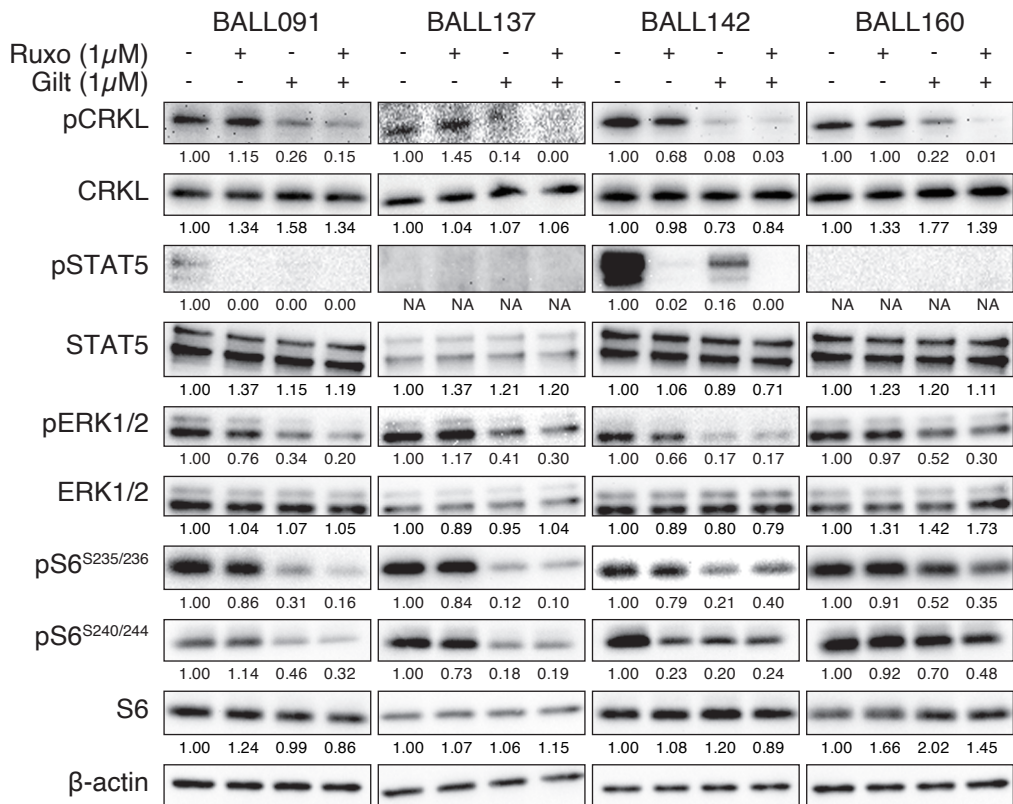 BALL091 BALL137 BALL142 BALL160
Ruxo (1µM) - + - + - + - + - + - + - + - +
Gilt (1µM) - - + + - - + + - - + + - - + +
pCRKL
1.00 1.15 0.26 0.15 1.00 1.45 0.14 0.00 1.00 0.68 0.08 0.03 1.00 1.00 0.22 0.01
CRKL
1.00 1.34 1.58 1.34 1.00 1.04 1.07 1.06 1.00 0.98 0.73 0.84 1.00 1.33 1.77 1.39
pSTAT5
1.00 0.00 0.00 0.00 NA NA NA NA 1.00 0.02 0.16 0.00 NA NA NA NA
STAT5
1.00 1.37 1.15 1.19 1.00 1.37 1.21 1.20 1.00 1.06 0.89 0.71 1.00 1.23 1.20 1.11
pERK1/2
1.00 0.76 0.34 0.20 1.00 1.17 0.41 0.30 1.00 0.66 0.17 0.17 1.00 0.97 0.52 0.30
ERK1/2
1.00 1.04 1.07 1.05 1.00 0.89 0.95 1.04 1.00 0.89 0.80 0.79 1.00 1.31 1.42 1.73
pS6S235/236
1.00 0.86 0.31 0.16 1.00 0.84 0.12 0.10 1.00 0.79 0.21 0.40 1.00 0.91 0.52 0.35
pS6S240/244
1.00 1.14 0.46 0.32 1.00 0.73 0.18 0.19 1.00 0.23 0.20 0.24 1.00 0.92 0.70 0.48
S6
1.00 1.24 0.99 0.86 1.00 1.07 1.06 1.15 1.00 1.08 1.20 0.89 1.00 1.66 2.02 1.45
β-actin